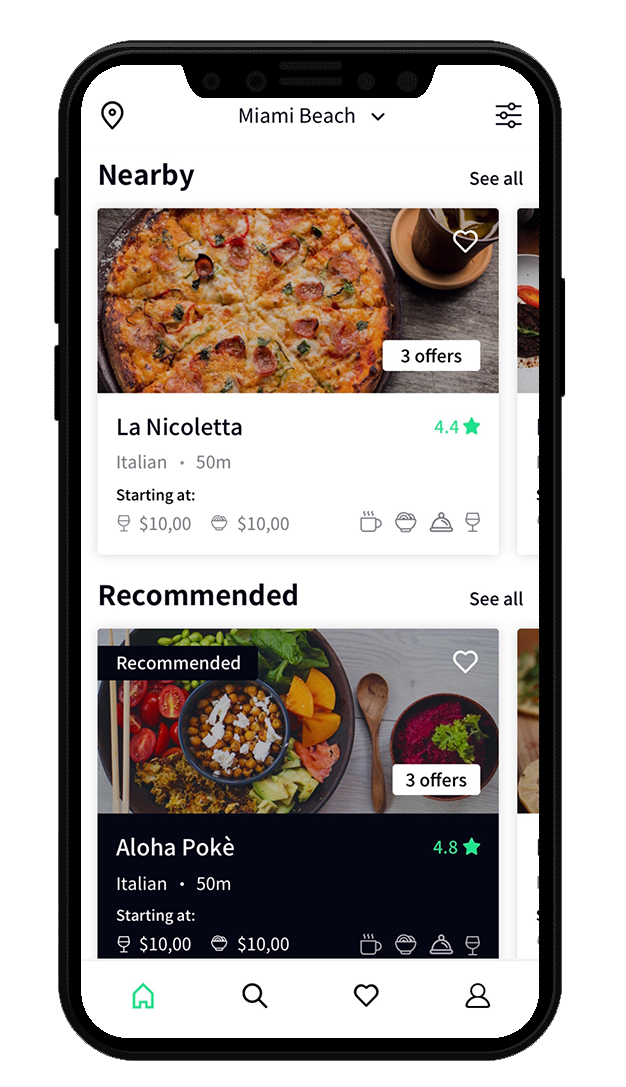 Miami Beach
Nearby
See all
3 offers
La Nicoletta
4.4
Italian • 50m
Starting at:
$10,00 $10,00
Recommended
See all
Recommended
3 offers
Aloha Pokè
4.8
Italian • 50m
Starting at:
$10,00 $10,00